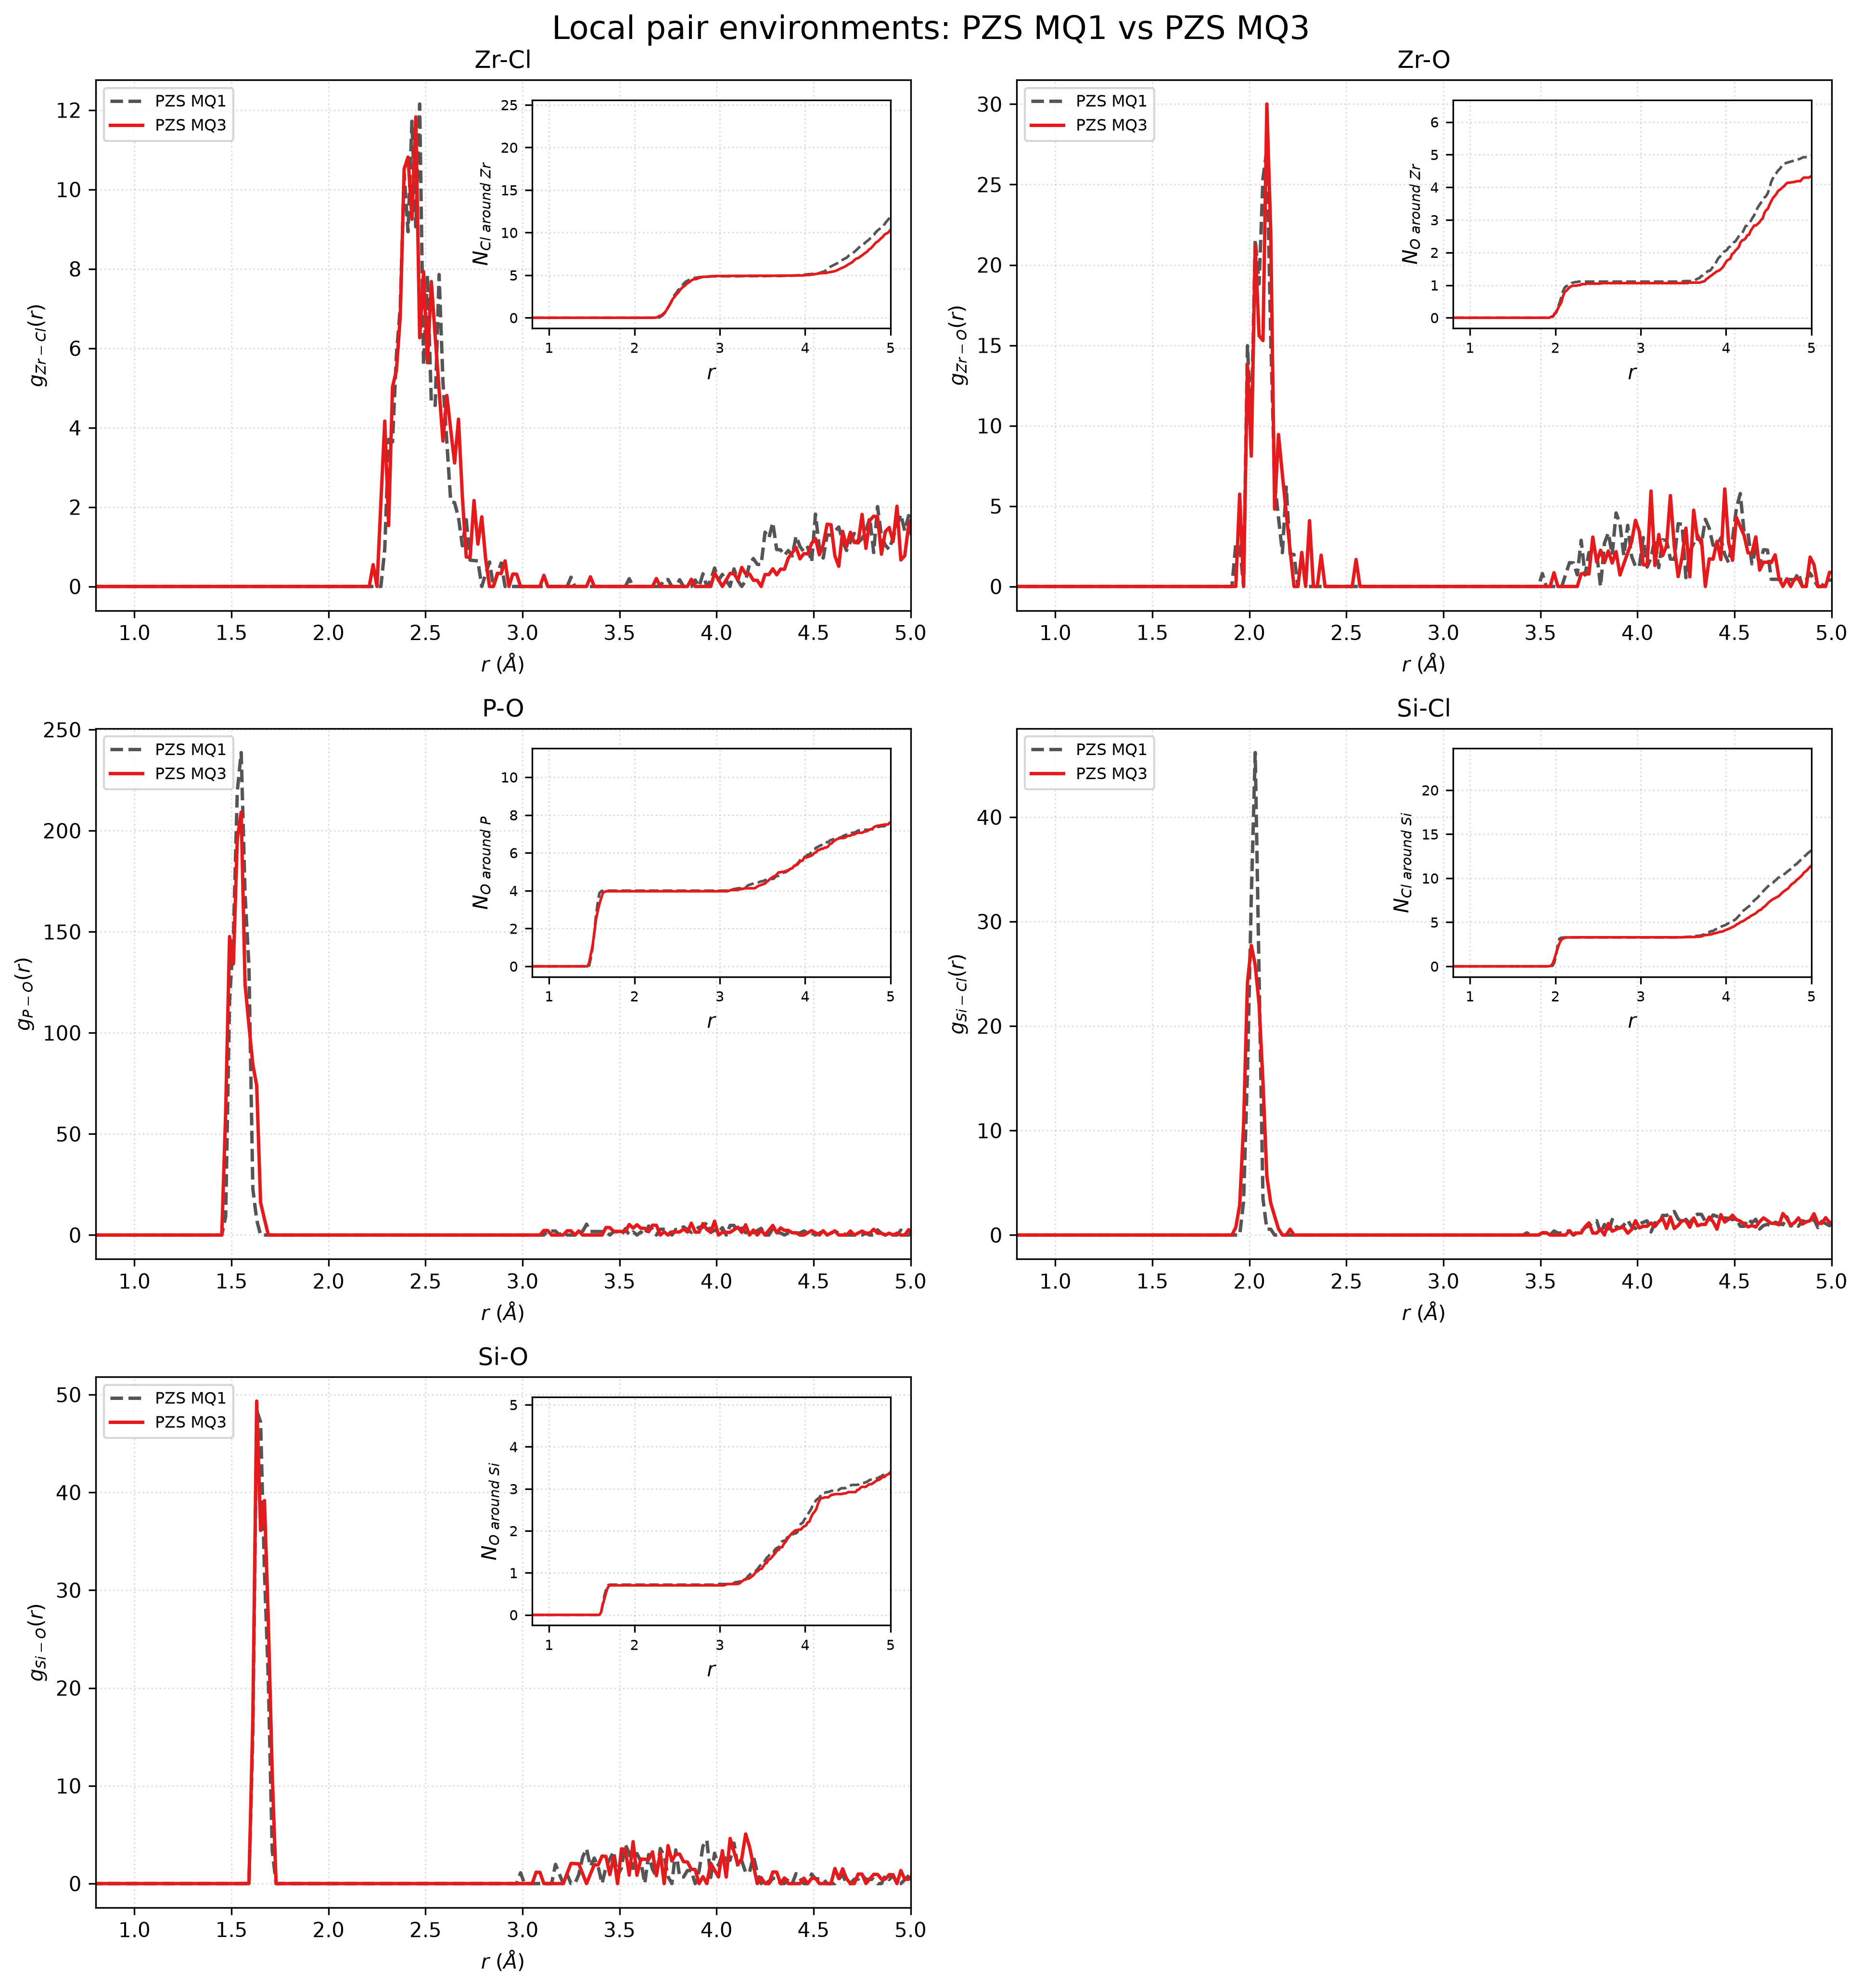 Local pair environments: PZS MQ1 vs PZS MQ3
Zr-Cl
PZS MQ1
PZS MQ3
g_{Zr-Cl}(r)
12
10
8
6
4
2
0
1.0 1.5 2.0 2.5 3.0 3.5 4.0 4.5 5.0
r (Å)
N_{Cl around Zr}
25
20
15
10
5
0
1 2 3 4 5
r
Zr-O
PZS MQ1
PZS MQ3
g_{Zr-O}(r)
30
25
20
15
10
5
0
1.0 1.5 2.0 2.5 3.0 3.5 4.0 4.5 5.0
r (Å)
N_{O around Zr}
6
5
4
3
2
1
0
1 2 3 4 5
r
P-O
PZS MQ1
PZS MQ3
g_{P-O}(r)
250
200
150
100
50
0
1.0 1.5 2.0 2.5 3.0 3.5 4.0 4.5 5.0
r (Å)
N_{O around P}
10
8
6
4
2
0
1 2 3 4 5
r
Si-Cl
PZS MQ1
PZS MQ3
g_{Si-Cl}(r)
40
30
20
10
0
1.0 1.5 2.0 2.5 3.0 3.5 4.0 4.5 5.0
r (Å)
N_{Cl around Si}
20
15
10
5
0
1 2 3 4 5
r
Si-O
PZS MQ1
PZS MQ3
g_{Si-O}(r)
50
40
30
20
10
0
1.0 1.5 2.0 2.5 3.0 3.5 4.0 4.5 5.0
r (Å)
N_{O around Si}
5
4
3
2
1
0
1 2 3 4 5
r